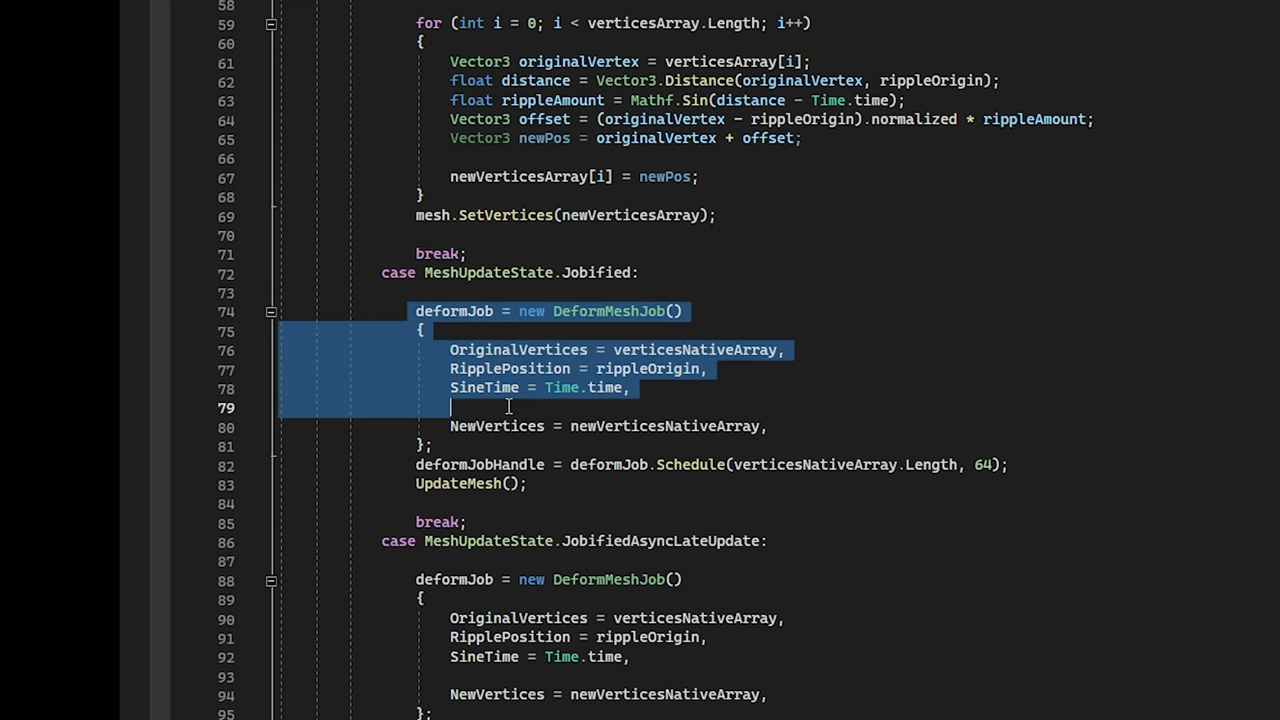 58
59 for (int i = 0; i < verticesArray.Length; i++)
60 {
61 Vector3 originalVertex = verticesArray[i];
62 float distance = Vector3.Distance(originalVertex, rippleOrigin);
63 float rippleAmount = Mathf.Sin(distance - Time.time);
64 Vector3 offset = (originalVertex - rippleOrigin).normalized * rippleAmount;
65 Vector3 newPos = originalVertex + offset;
66
67 newVerticesArray[i] = newPos;
68 }
69 mesh.SetVertices(newVerticesArray);
70
71 break;
72 case MeshUpdateState.Jobified:
73
74 deformJob = new DeformMeshJob()
75 {
76 OriginalVertices = verticesNativeArray,
77 RipplePosition = rippleOrigin,
78 SineTime = Time.time,
79
80 NewVertices = newVerticesNativeArray,
81 };
82 deformJobHandle = deformJob.Schedule(verticesNativeArray.Length, 64);
83 UpdateMesh();
84
85 break;
86 case MeshUpdateState.JobifiedAsyncLateUpdate:
87
88 deformJob = new DeformMeshJob()
89 {
90 OriginalVertices = verticesNativeArray,
91 RipplePosition = rippleOrigin,
92 SineTime = Time.time,
93
94 NewVertices = newVerticesNativeArray,
95 };